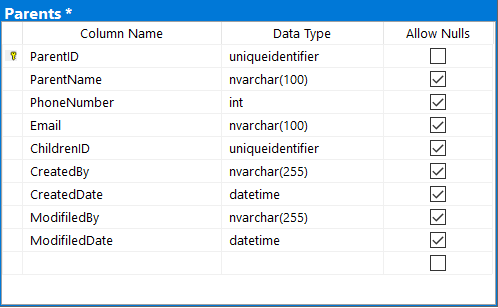 Parents *
Column Name Data Type Allow Nulls
ParentID uniqueidentifier
ParentName nvarchar(100)
PhoneNumber int
Email nvarchar(100)
ChildrenID uniqueidentifier
CreatedBy nvarchar(255)
CreatedDate datetime
ModifiledBy nvarchar(255)
ModifiledDate datetime